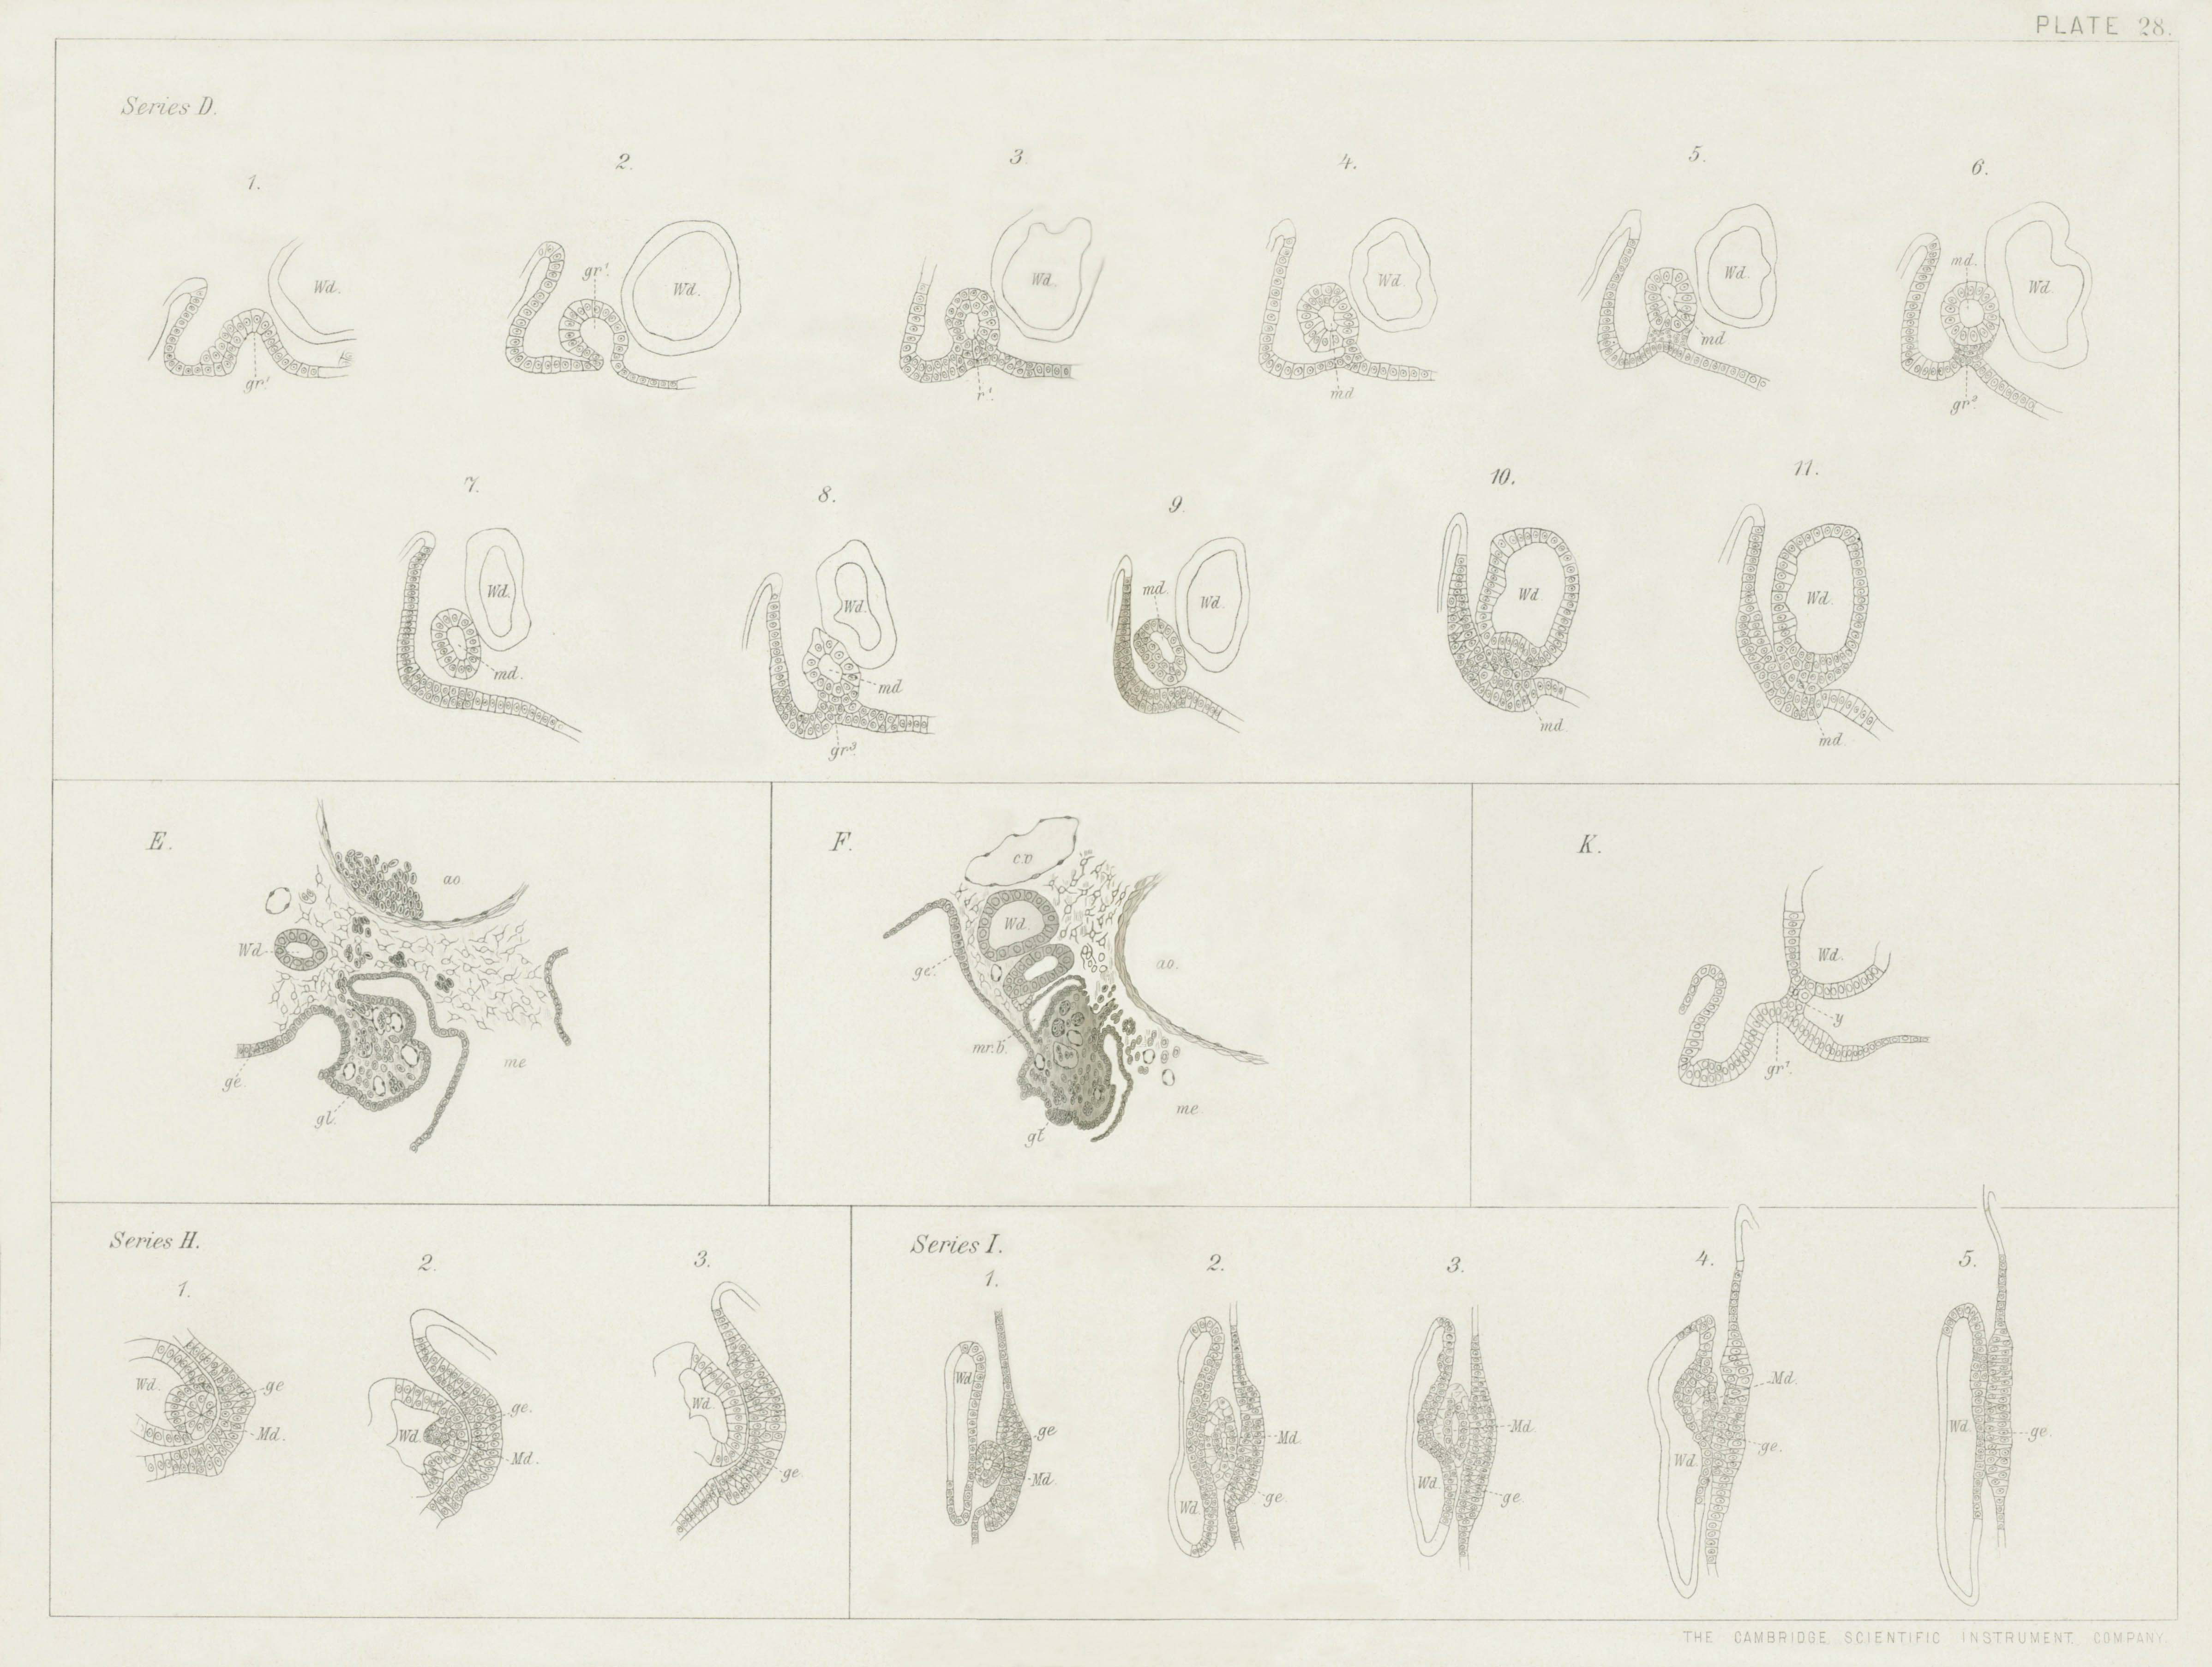 PLATE 28.
Series D.
1.
Wd.
gr¹.
2.
gr¹.
Wd.
3.
Wd.
r¹.
4.
Wd.
md
5.
Wd.
md
6.
md.
Wd.
gr².
7.
Wd.
md.
8.
Wd.
md
gr³.
9.
md.
Wd.
10.
Wd.
md.
11.
Wd.
md.
E.
ao.
Wd.
me
ge.
gl.
F.
c.v
Wd.
ge.
ao.
mr.b.
me.
gl
K.
Wd.
y
gr¹.
Series H.
1.
Wd.
ge
Md.
2.
ge.
Wd.
Md.
3.
Wd.
ge.
Series I.
1.
Wd.
ge
Md.
2.
Md.
Wd.
ge.
3.
Md.
Wd.
ge.
4.
Md.
ge.
Wd.
5.
Wd.
ge.
THE CAMBRIDGE SCIENTIFIC INSTRUMENT COMPANY.